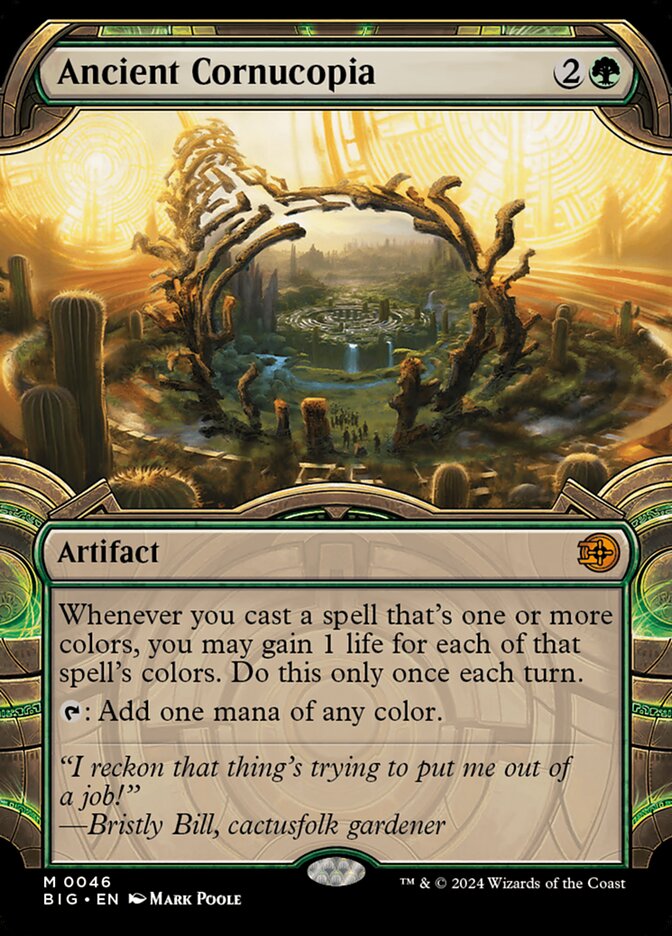 Ancient Cornucopia 2
Artifact
Whenever you cast a spell that's one or more
colors, you may gain 1 life for each of that
spell's colors. Do this only once each turn.
: Add one mana of any color.
"I reckon that thing's trying to put me out of
a job!"
—Bristly Bill, cactusfolk gardener
M 0046
BIG • EN Mark Poole
™ & © 2024 Wizards of the Coast